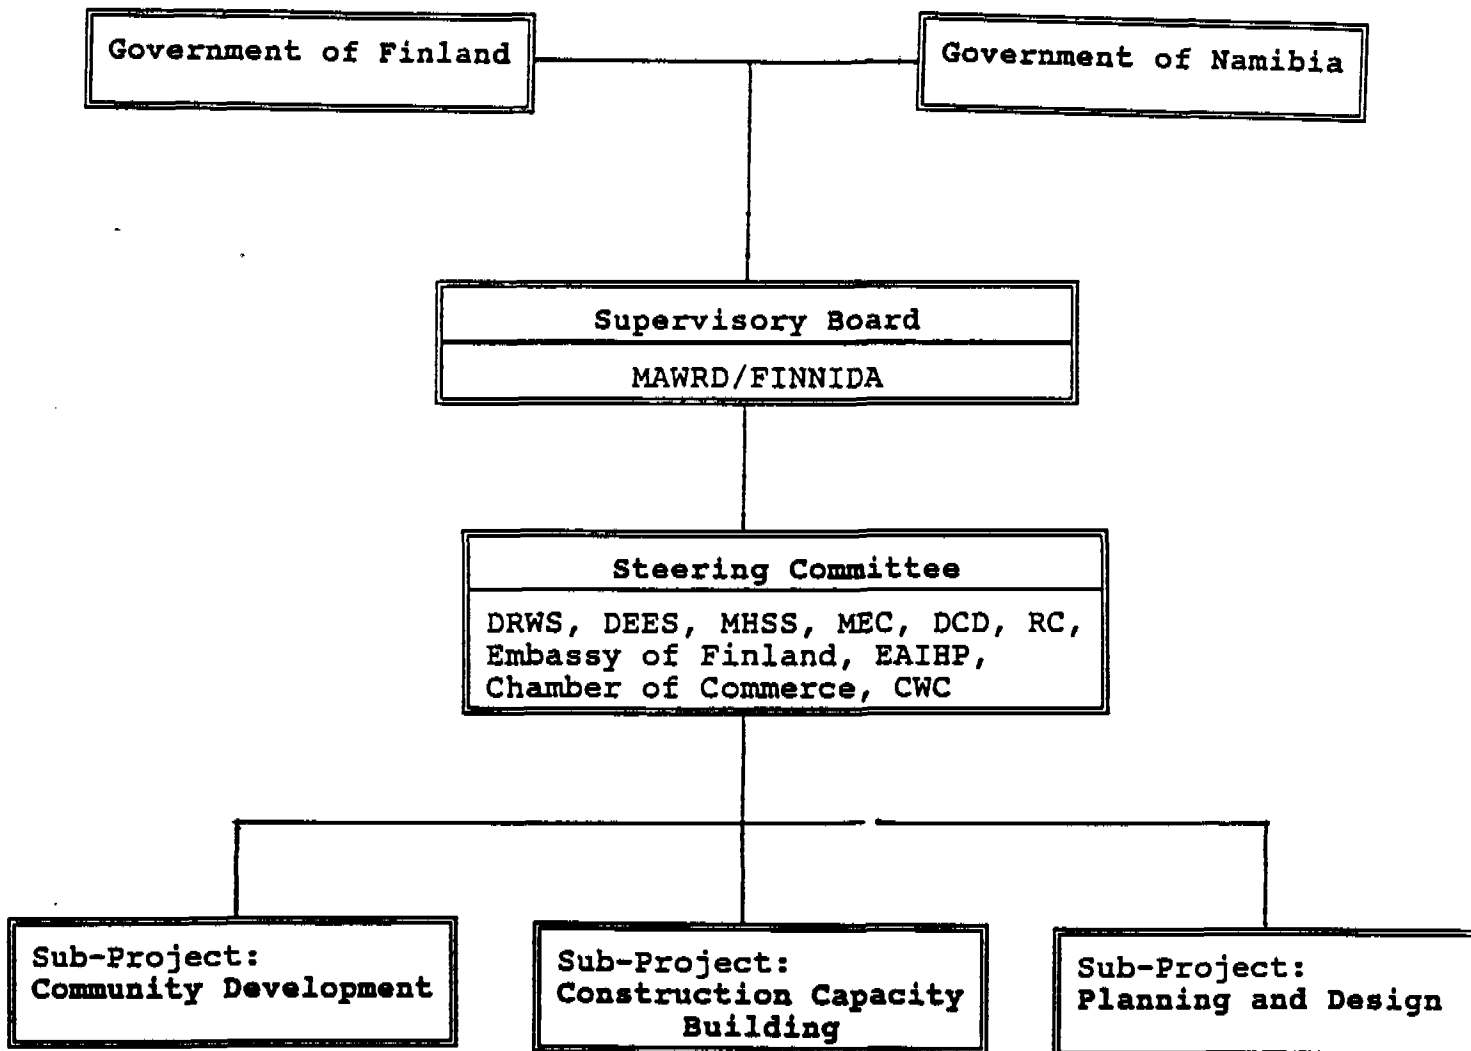 Government of Finland
Government of Namibia
Supervisory Board
MAWRD/FINNIDA
Steering Committee
DRWS, DEES, MHSS, MEC, DCD, RC,
Embassy of Finland, EAIHP,
Chamber of Commerce, CWC
Sub-Project:
Community Development
Sub-Project:
Construction Capacity
Building
Sub-Project:
Planning and Design